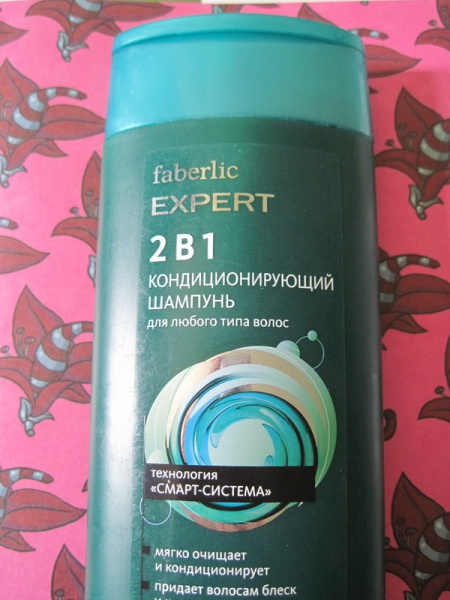 faberlic
EXPERT
2 В 1
КОНДИЦИОНИРУЮЩИЙ
ШАМПУНЬ
для любого типа волос
технология
«СМАРТ-СИСТЕМА»
мягко очищает
и кондиционирует
придает волосам блеск